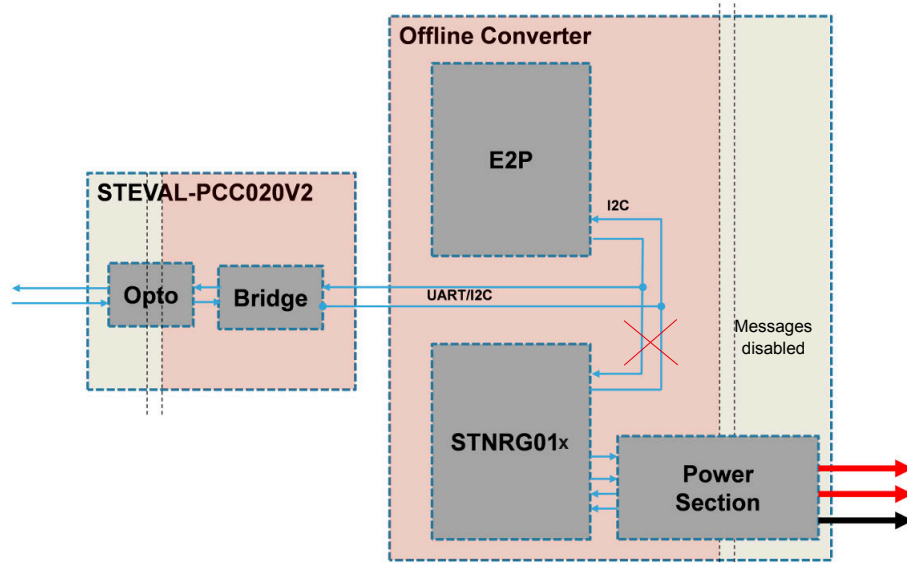 Offline Converter
E2P
STEVAL-PCC020V2
I2C
Opto
Bridge
UART/I2C
Messages
disabled
STNRG01x
Power
Section